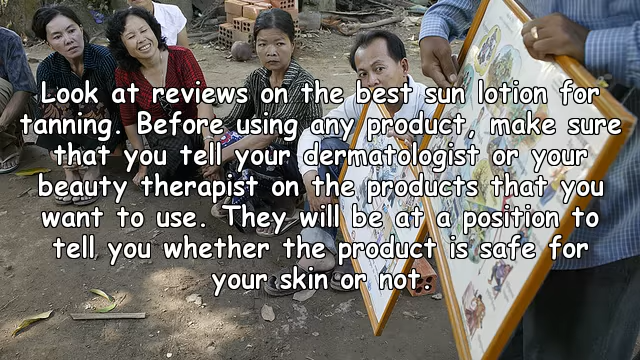 Look at reviews on the best sun lotion for
tanning. Before using any product, make sure
that you tell your dermatologist or your
beauty therapist on the products that you
want to use. They will be at a position to
tell you whether the product is safe for
your skin or not.